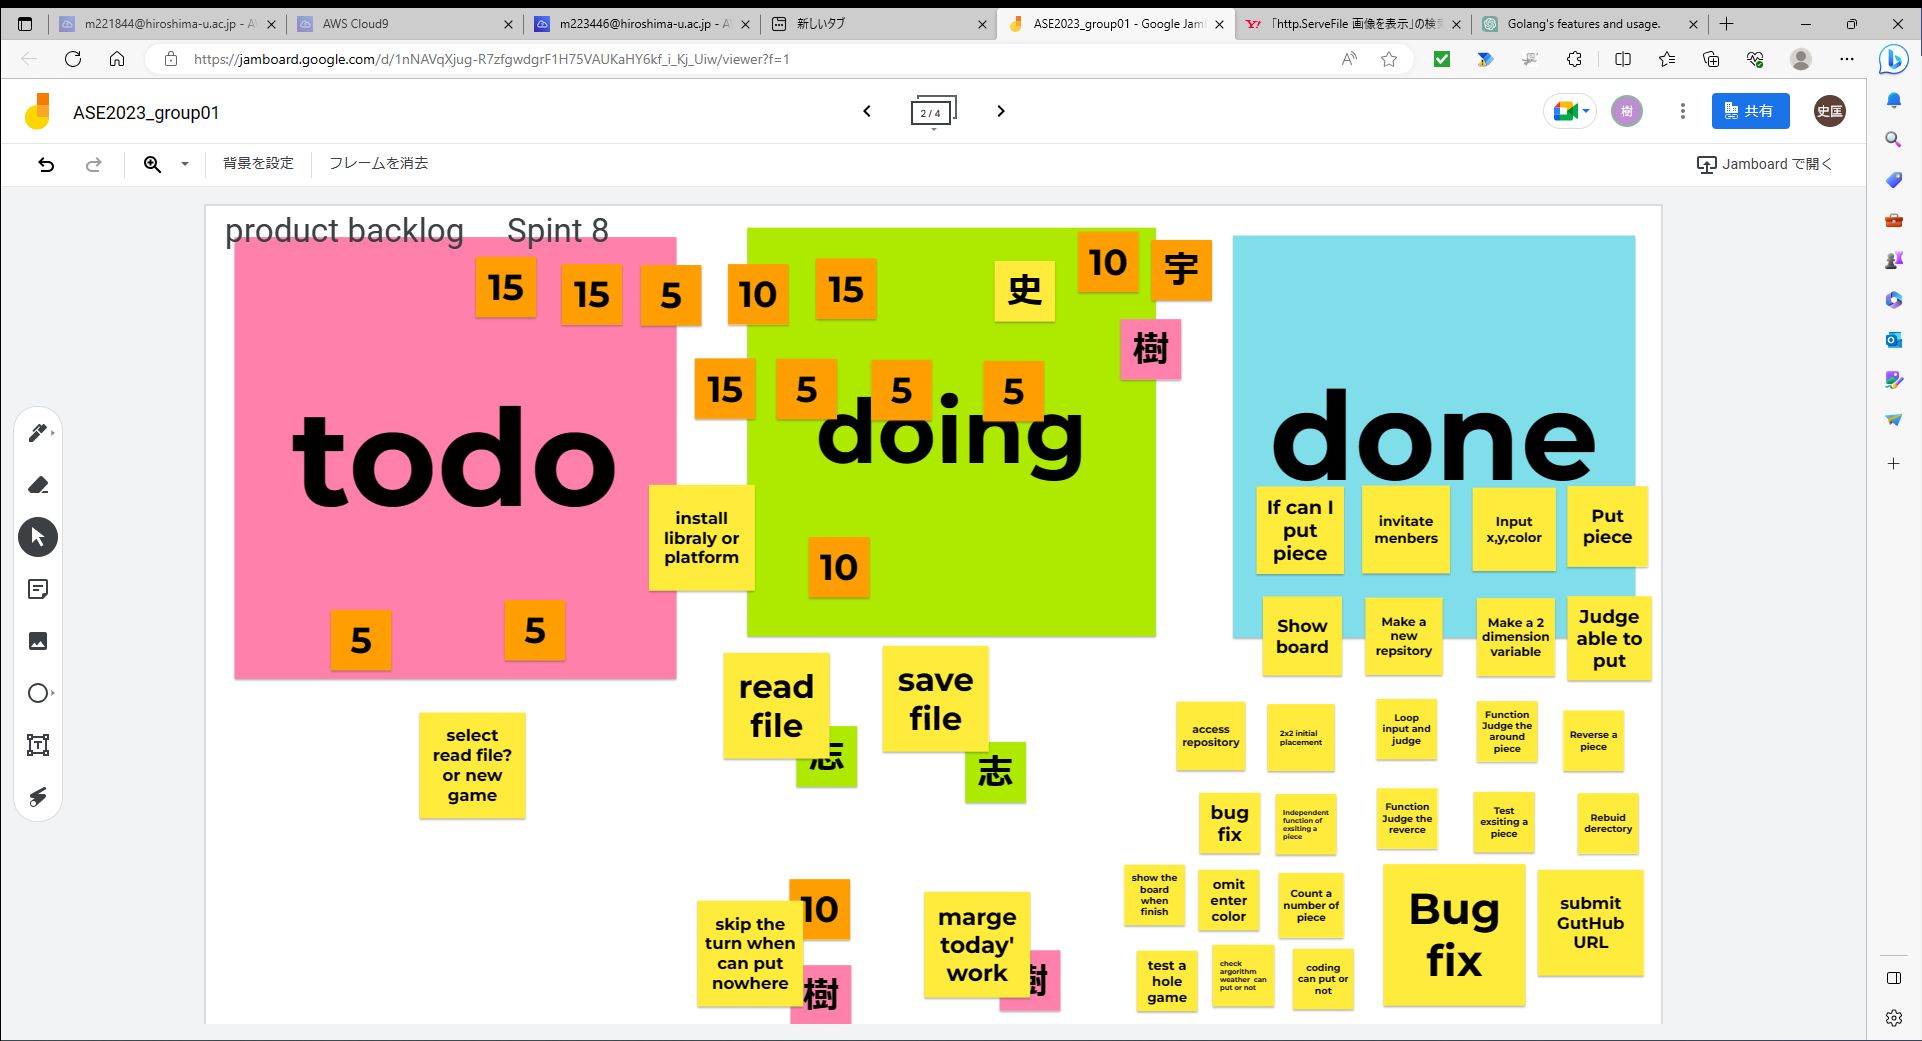 m221844@hiroshima-u.ac.jp - A
AWS Cloud9
m223446@hiroshima-u.ac.jp - A
新しいタブ
ASE2023_group01 - Google Jam
「http.ServeFile 画像を表示」の検
Golang's features and usage.
https://jamboard.google.com/d/1nNAVqXjug-R7zfgwdgrF1H75VAUKaHY6kf_i_Kj_Uiw/viewer?f=1
ASE2023_group01
2 / 4
樹
共有
史匡
背景を設定
フレームを消去
Jamboard で開く
product backlog
Spint 8
15
15
5
10
15
史
10
宇
樹
15
5
5
5
todo
doing
done
install
libraly or
platform
10
5
5
If can I
put
piece
invitate
menbers
Input
x,y,color
Put
piece
Show
board
Make a
new
repsitory
Make a 2
dimension
variable
Judge
able to
put
read
file
志
save
file
志
select
read file?
or new
game
access
repository
2x2 initial
placement
Loop
input and
judge
Function
Judge the
around
piece
Reverse a
piece
bug
fix
Independent
function of
exsiting a
piece
Function
Judge the
reverce
Test
exsiting a
piece
Rebuid
derectory
show the
board
when
finish
omit
enter
color
Count a
number of
piece
Bug
fix
submit
GutHub
URL
10
skip the
turn when
can put
nowhere
樹
marge
today'
work
樹
test a
hole
game
check
argorithm
weather can
put or not
coding
can put or
not